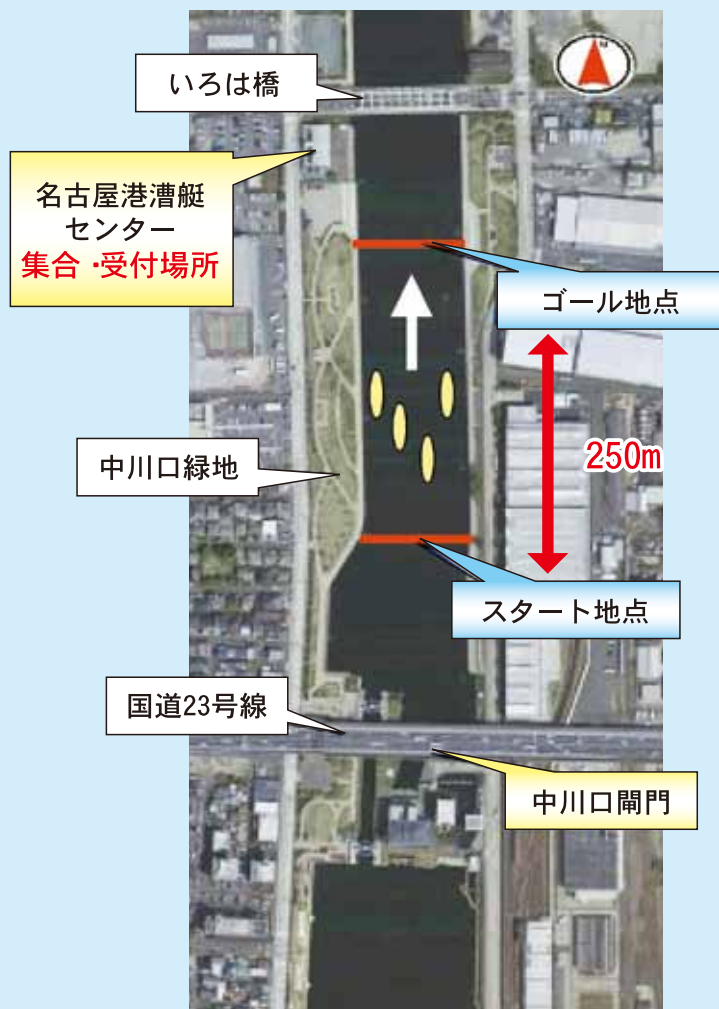 いろは橋
名古屋港漕艇
センター
集合・受付場所
ゴール地点
250m
中川口緑地
スタート地点
国道23号線
中川口閘門